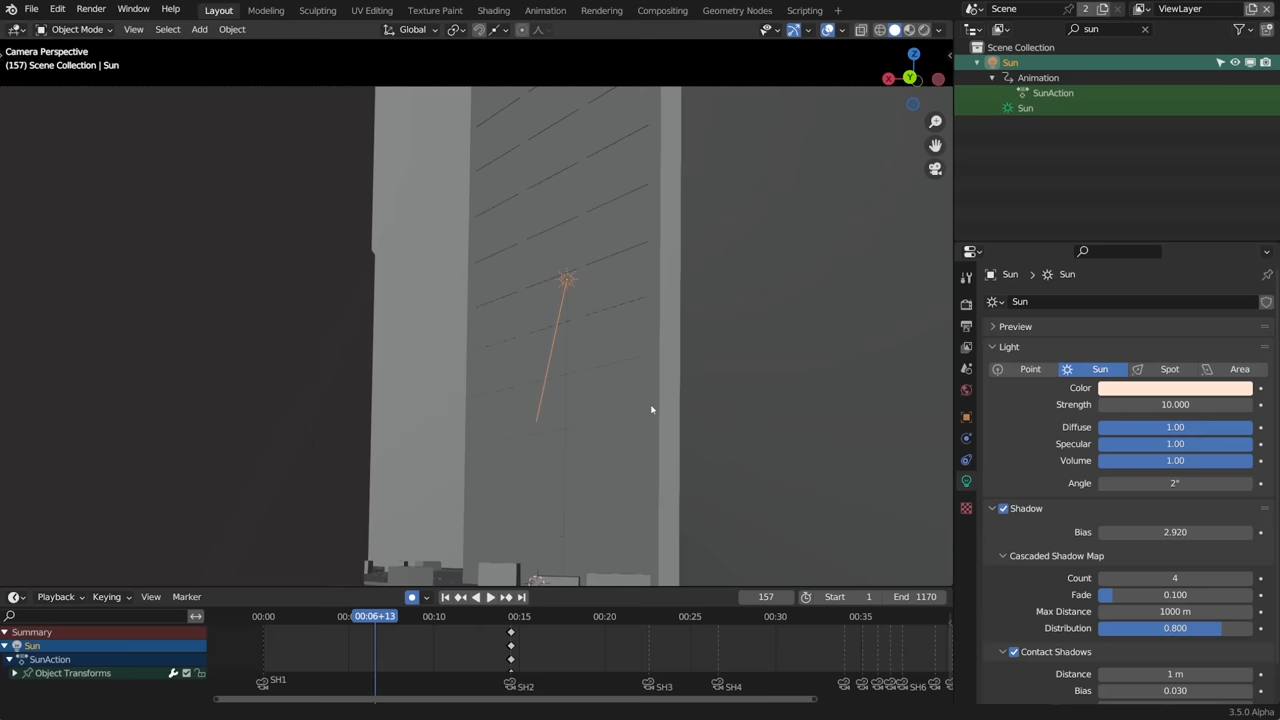 File Edit Render Window Help Layout Modeling Sculpting UV Editing Texture Paint Shading Animation Rendering Compositing Geometry Nodes Scripting +
Scene 2 ViewLayer
Object Mode View Select Add Object Global
sun
Camera Perspective
(157) Scene Collection | Sun
Z
X
Y
Scene Collection
Sun
Animation
SunAction
Sun
Sun Sun
Sun
Preview
Light
Point Sun Spot Area
Color
Strength 10.000
Diffuse 1.00
Specular 1.00
Volume 1.00
Angle 2°
Shadow
Bias 2.920
Cascaded Shadow Map
Count 4
Fade 0.100
Max Distance 1000 m
Distribution 0.800
Contact Shadows
Distance 1 m
Bias 0.030
Playback Keying View Marker
157 Start 1 End 1170
00:00 00:06+13 00:10 00:15 00:20 00:25 00:30 00:35
Summary
Sun
SunAction
Object Transforms
SH1 SH2 SH3 SH4 SH6
3.5.0 Alpha